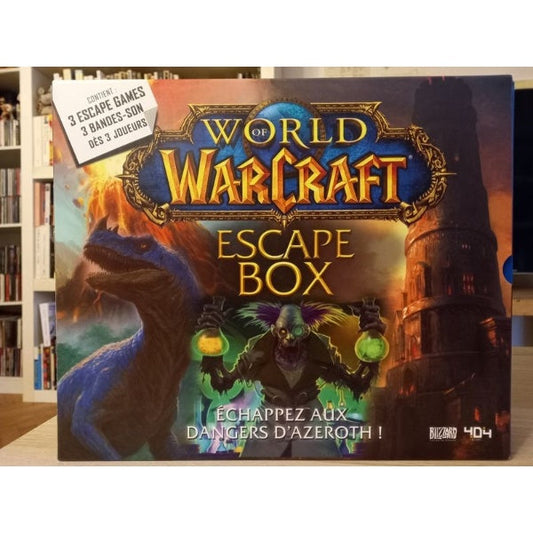 CONTIENT :
3 ESCAPE GAMES
3 BANDES-SON
DÈS 3 JOUEURS
WORLD
OF
WARCRAFT
ESCAPE
BOX
ÉCHAPPEZ AUX
DANGERS D'AZEROTH !
BLIZZARD 404